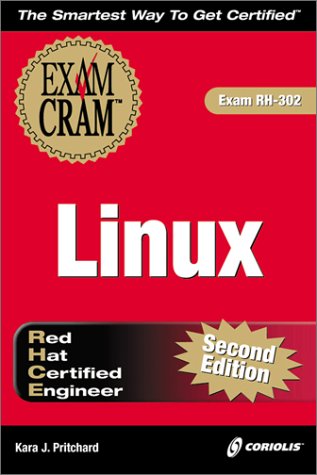 The Smartest Way To Get Certified™
EXAM
CRAM™
Exam RH-302
Linux
Red
Hat
Certified
Engineer
Second
Edition
Kara J. Pritchard
CORIOLIS™